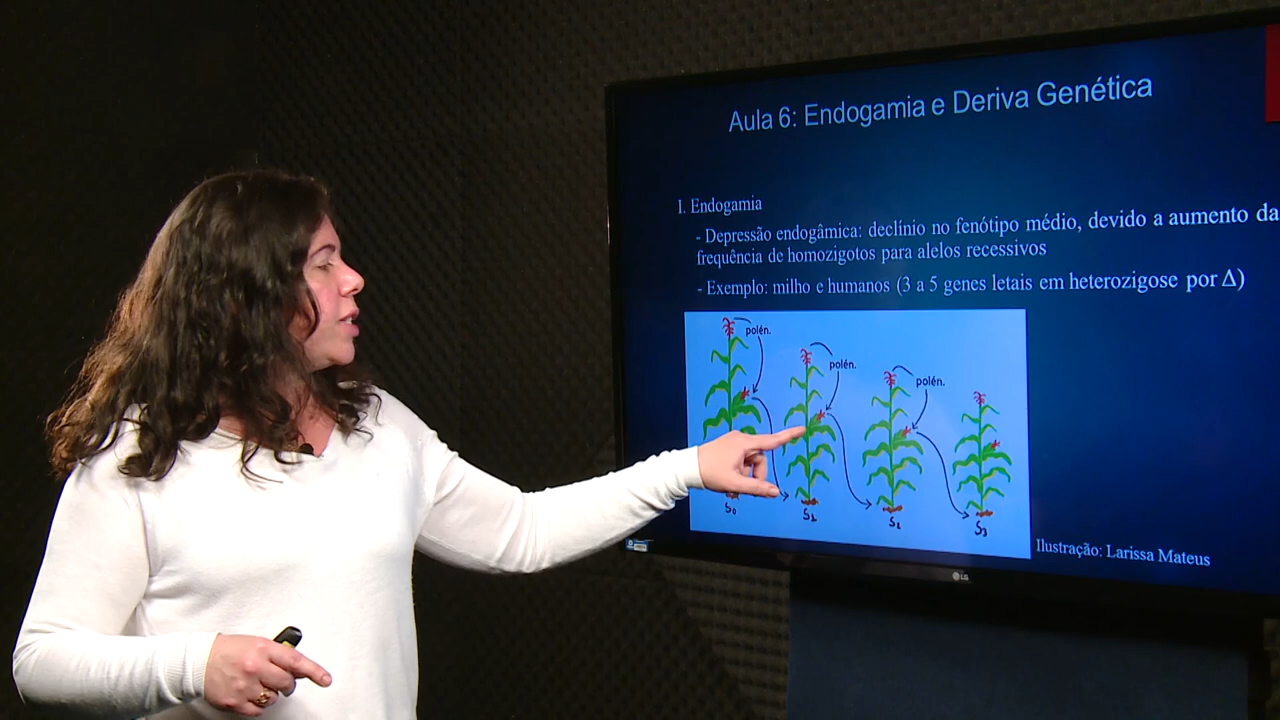 Aula 6: Endogamia e Deriva Genética
I. Endogamia
- Depressão endogâmica: declínio no fenótipo médio, devido a aumento da
frequência de homozigotos para alelos recessivos
- Exemplo: milho e humanos (3 a 5 genes letais em heterozigose por Δ)
polén.
polén.
polén.
S₀
S₁
S₂
S₃
Ilustração: Larissa Mateus
LG